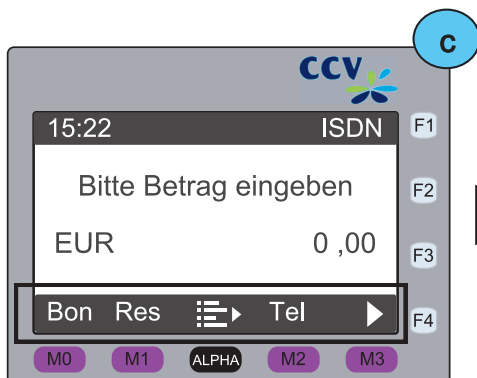 c
CCV
15:22 ISDN F1
Bitte Betrag eingeben F2
EUR 0 ,00 F3
Bon Res Tel F4
M0 M1 ALPHA M2 M3